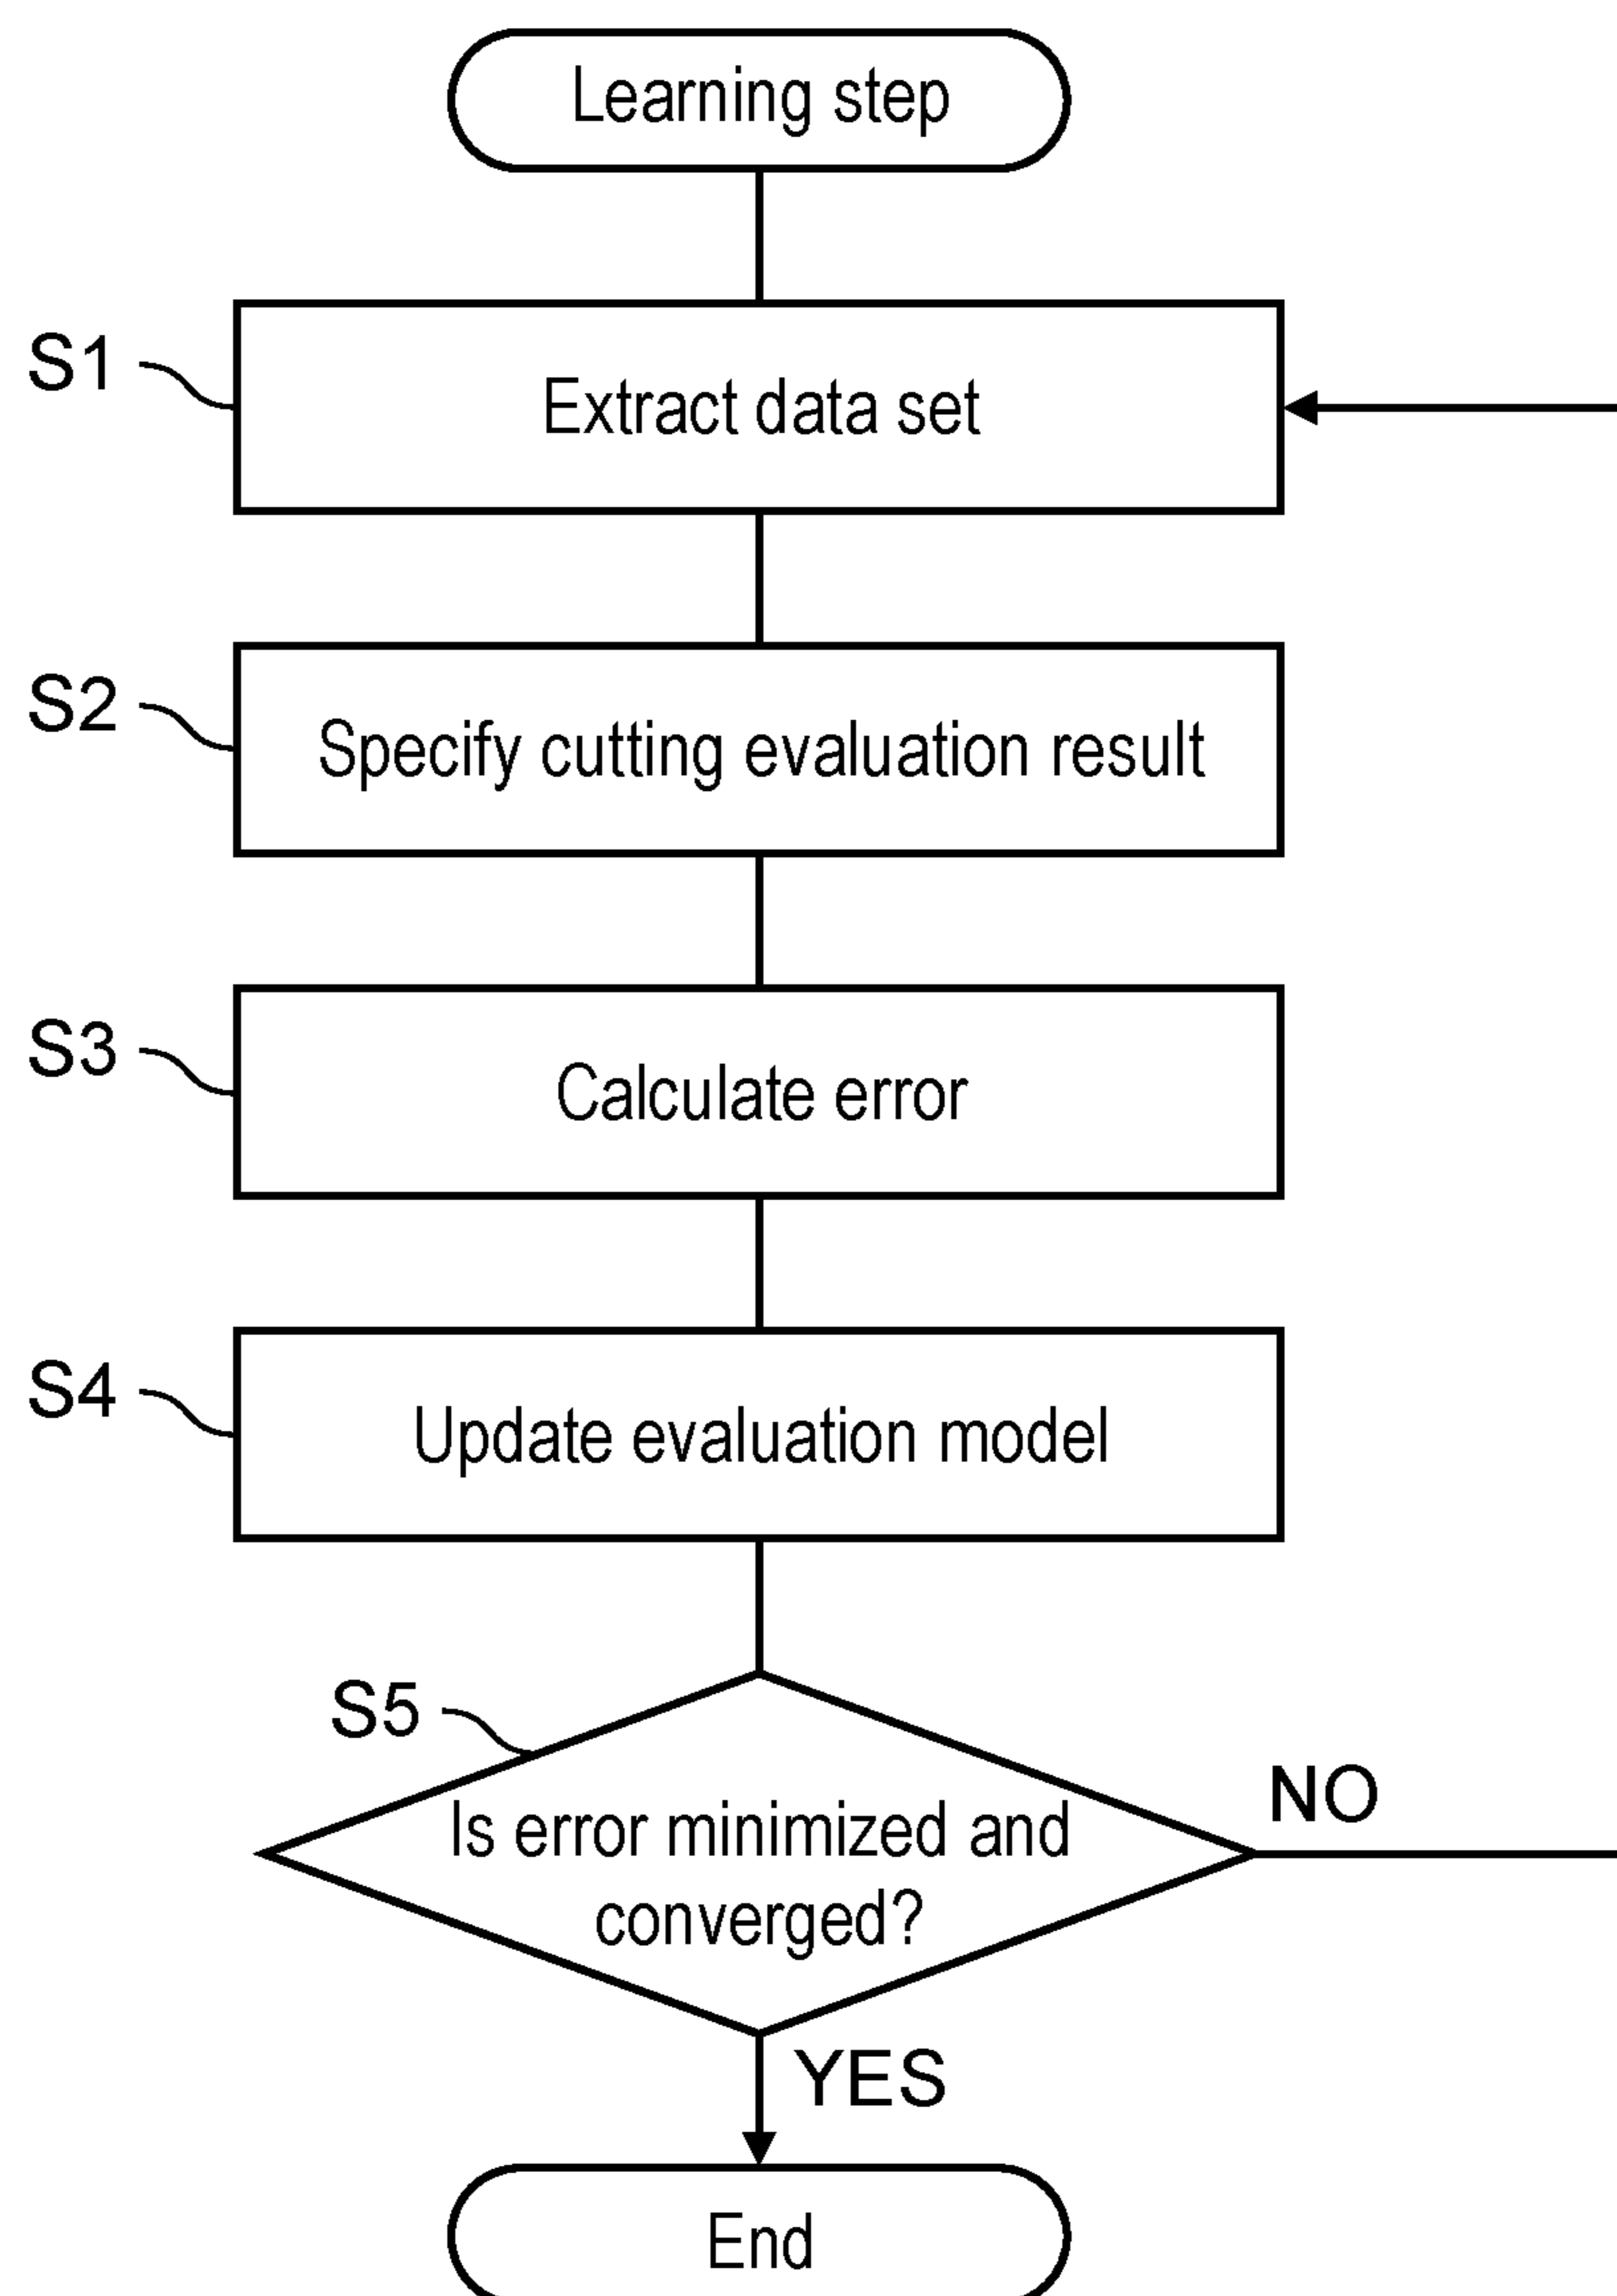 Learning step
S1
Extract data set
S2
Specify cutting evaluation result
S3
Calculate error
S4
Update evaluation model
S5
Is error minimized and
converged?
NO
YES
End